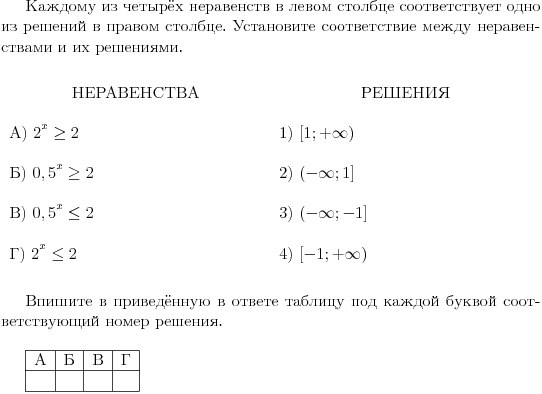 Каждому из четырёх неравенств в левом столбце соответствует одно
из решений в правом столбце. Установите соответствие между неравен-
ствами и их решениями.
НЕРАВЕНСТВА РЕШЕНИЯ
А) 2^x ≥ 2 1) [1; +∞)
Б) 0,5^x ≥ 2 2) (−∞; 1]
В) 0,5^x ≤ 2 3) (−∞; −1]
Г) 2^x ≤ 2 4) [−1; +∞)
Впишите в приведённую в ответе таблицу под каждой буквой соот-
ветствующий номер решения.
А Б В Г